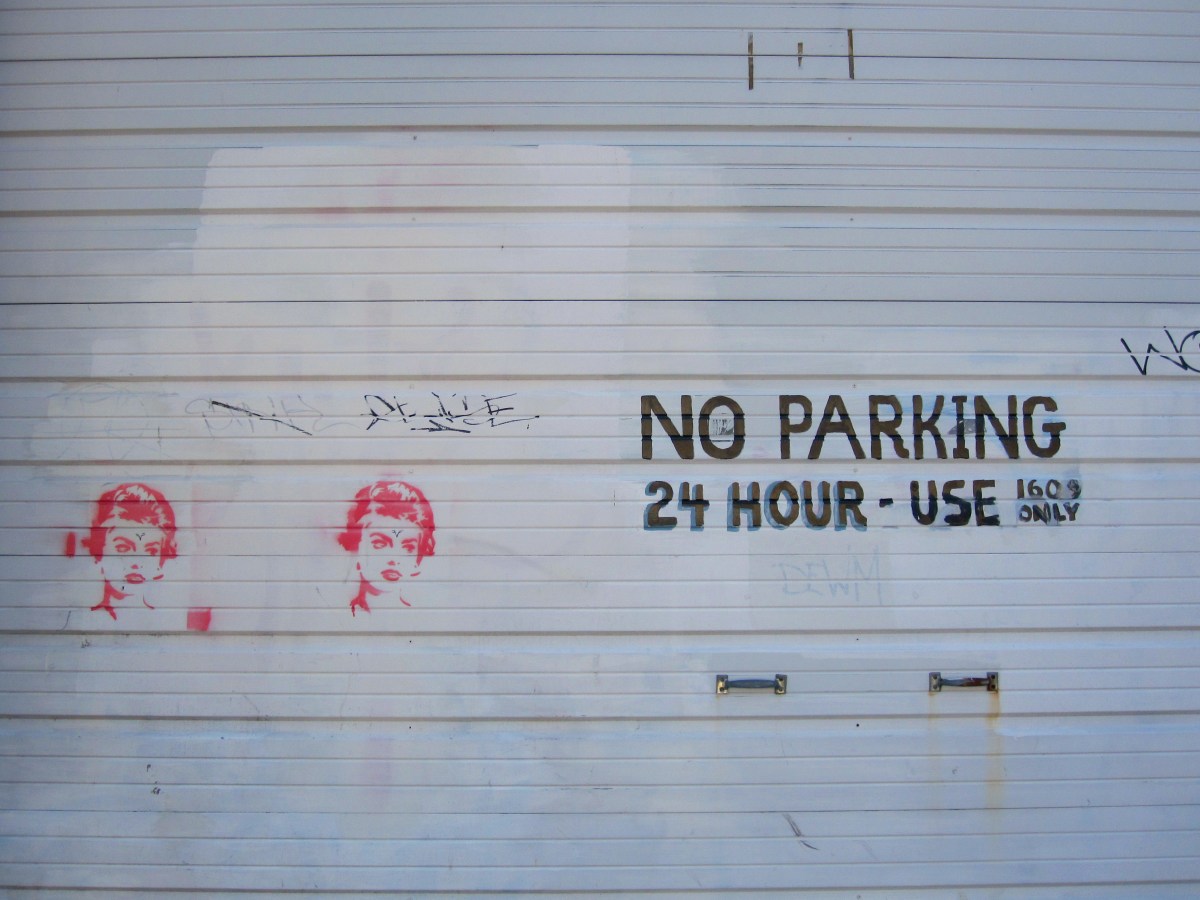 NO PARKING
24 HOUR - USE 1609
ONLY